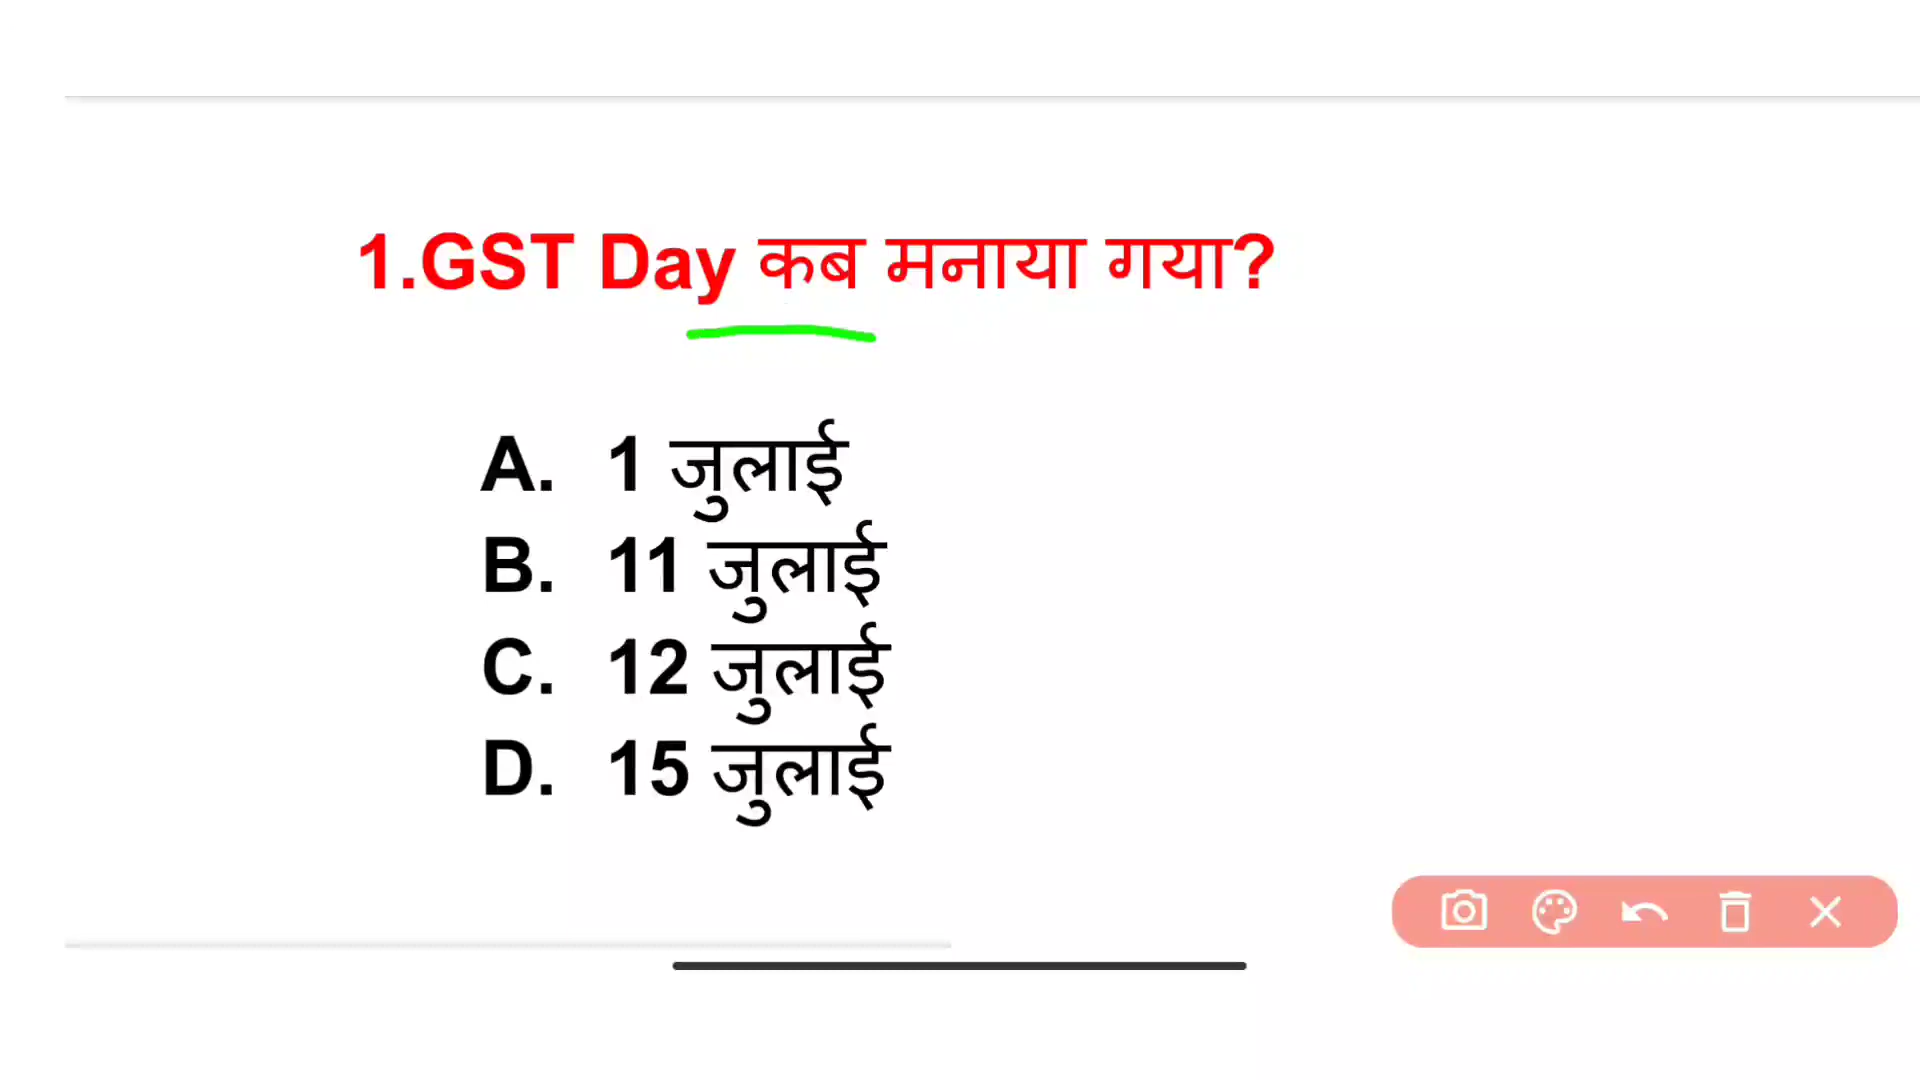 1.GST Day कब मनाया गया?
A. 1 जुलाई
B. 11 जुलाई
C. 12 जुलाई
D. 15 जुलाई